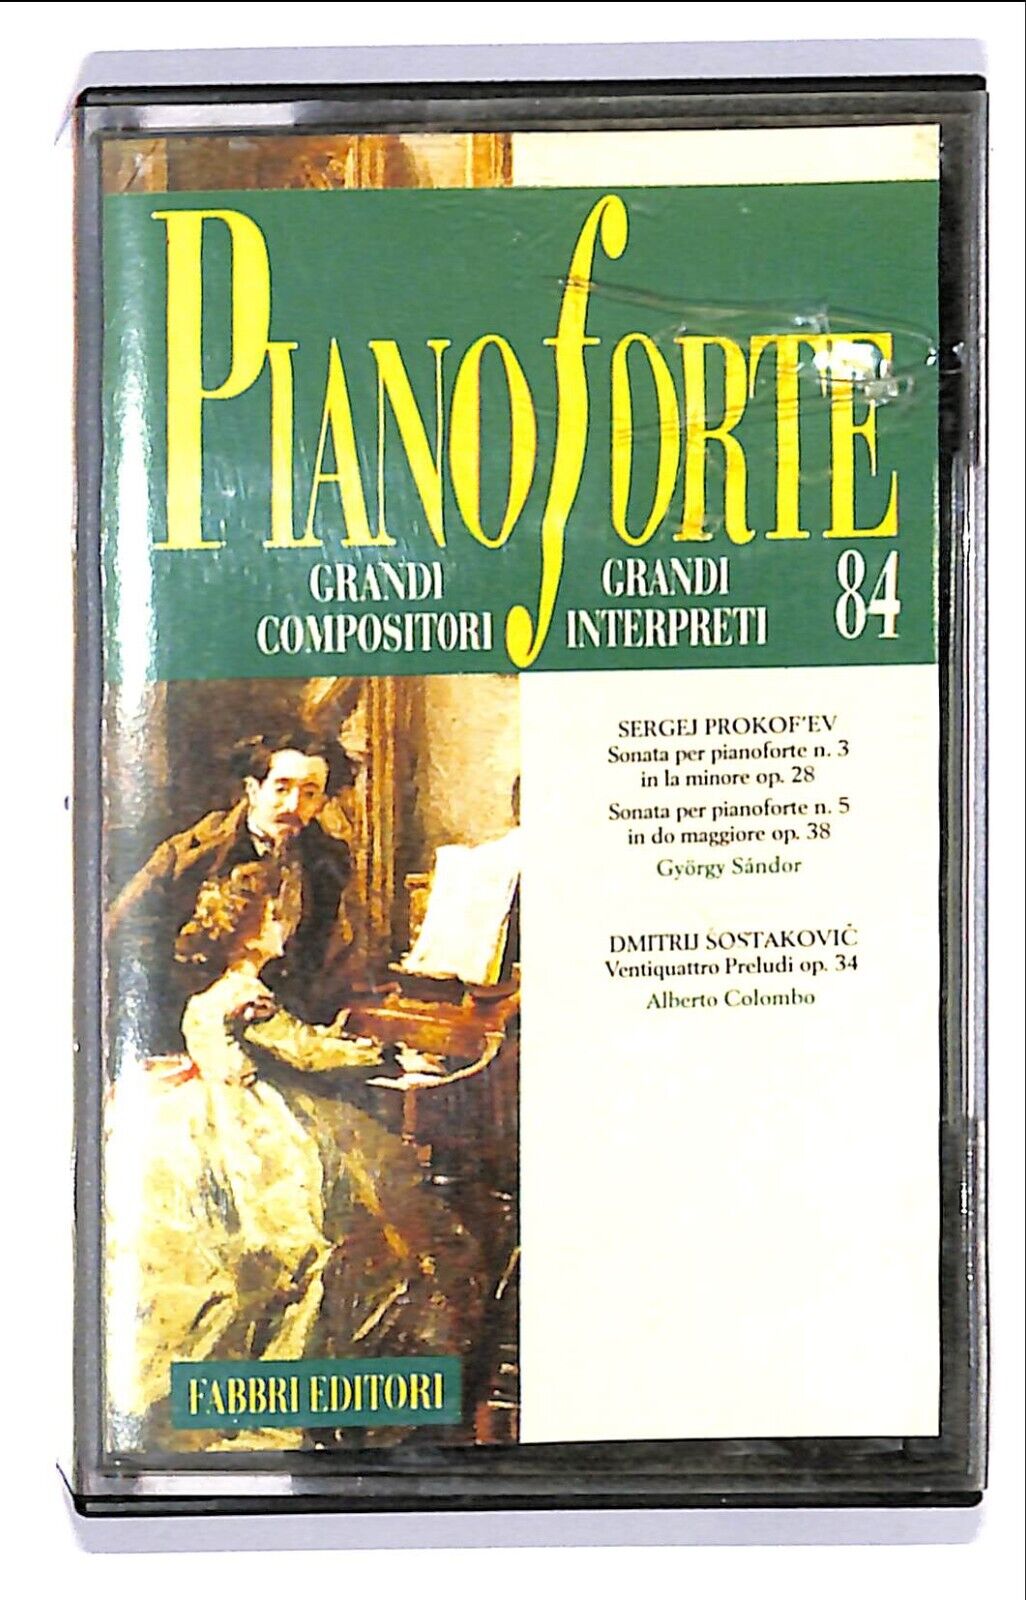 PIANOfORTE
GRANDI COMPOSITORI
GRANDI INTERPRETI
84
SERGEJ PROKOF'EV
Sonata per pianoforte n. 3
in la minore op. 28
Sonata per pianoforte n. 5
in do maggiore op. 38
György Sándor
DMITRIJ ŠOSTAKOVIČ
Ventiquattro Preludi op. 34
Alberto Colombo
FABBRI EDITORI